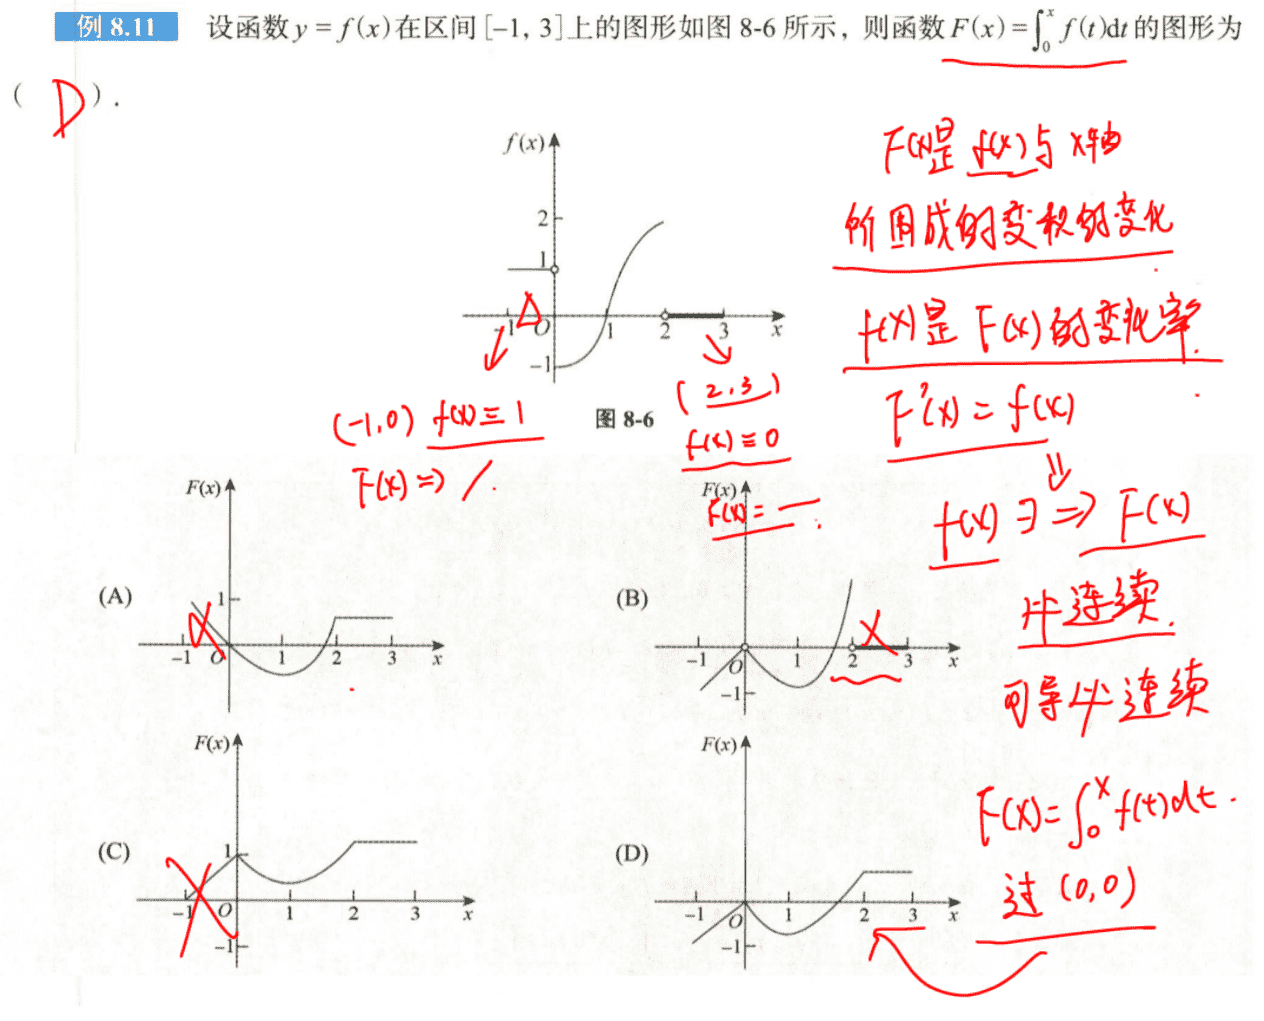 例 8.11 设函数 y = f(x) 在区间 [−1, 3] 上的图形如图 8-6 所示，则函数 F(x) = ∫₀ˣ f(t)dt 的图形为
( D ).
f(x)
2
1
-1 O 1 2 3 x
-1
图 8-6
F(x)是 f(x)与 x轴
所围成的变积的变化
f(x)是 F(x)的变化率.
F'(x) = f(x)
⇓
f(x) ∃ ⇒ F(x)
必连续.
可导必连续
F(x) = ∫₀ˣ f(t)dt.
过 (0,0)
(-1,0) f(x) ≡ 1
F(x) ⇒ /.
(2,3)
f(x) ≡ 0
F(x) = —.
(A)
F(x)
1
-1 O 1 2 3 x
(B)
F(x)
-1 O 1 2 3 x
-1
(C)
F(x)
1
-1 O 1 2 3 x
-1
(D)
F(x)
-1 O 1 2 3 x
-1